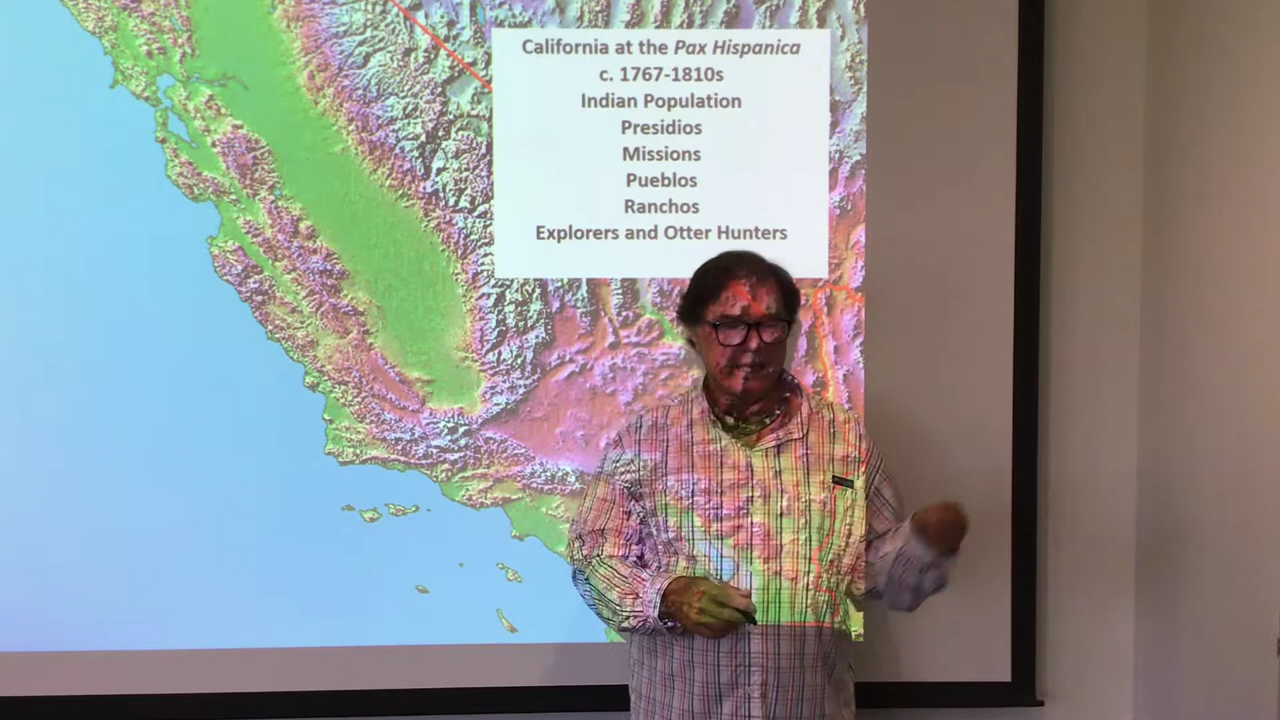 California at the Pax Hispanica
c. 1767-1810s
Indian Population
Presidios
Missions
Pueblos
Ranchos
Explorers and Otter Hunters